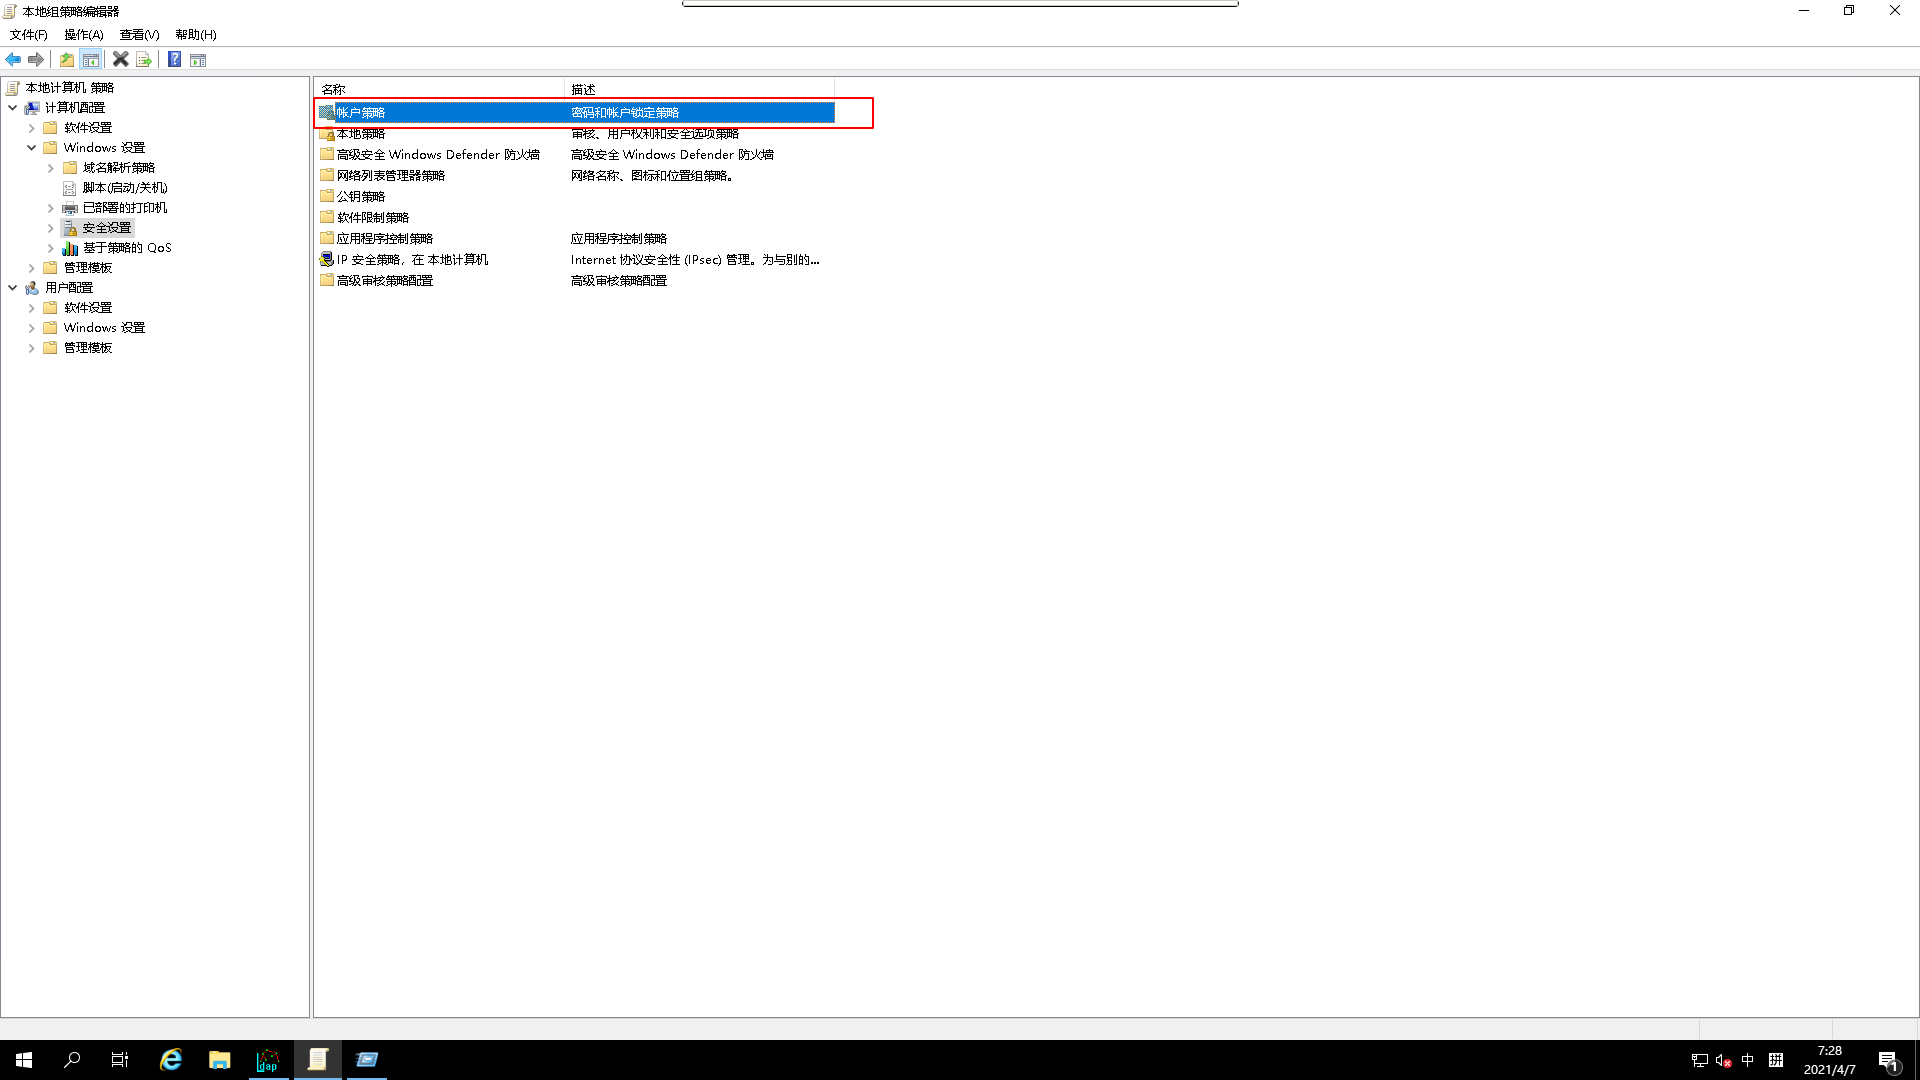 本地组策略编辑器
文件(F) 操作(A) 查看(V) 帮助(H)
本地计算机 策略
计算机配置
软件设置
Windows 设置
域名解析策略
脚本(启动/关机)
已部署的打印机
安全设置
基于策略的 QoS
管理模板
用户配置
软件设置
Windows 设置
管理模板
名称 描述
帐户策略 密码和帐户锁定策略
本地策略 审核、用户权利和安全选项策略
高级安全 Windows Defender 防火墙 高级安全 Windows Defender 防火墙
网络列表管理器策略 网络名称、图标和位置组策略。
公钥策略
软件限制策略
应用程序控制策略 应用程序控制策略
IP 安全策略，在 本地计算机 Internet 协议安全性 (IPsec) 管理。为与别的...
高级审核策略配置 高级审核策略配置
ldap
中
拼
7:28
2021/4/7
1